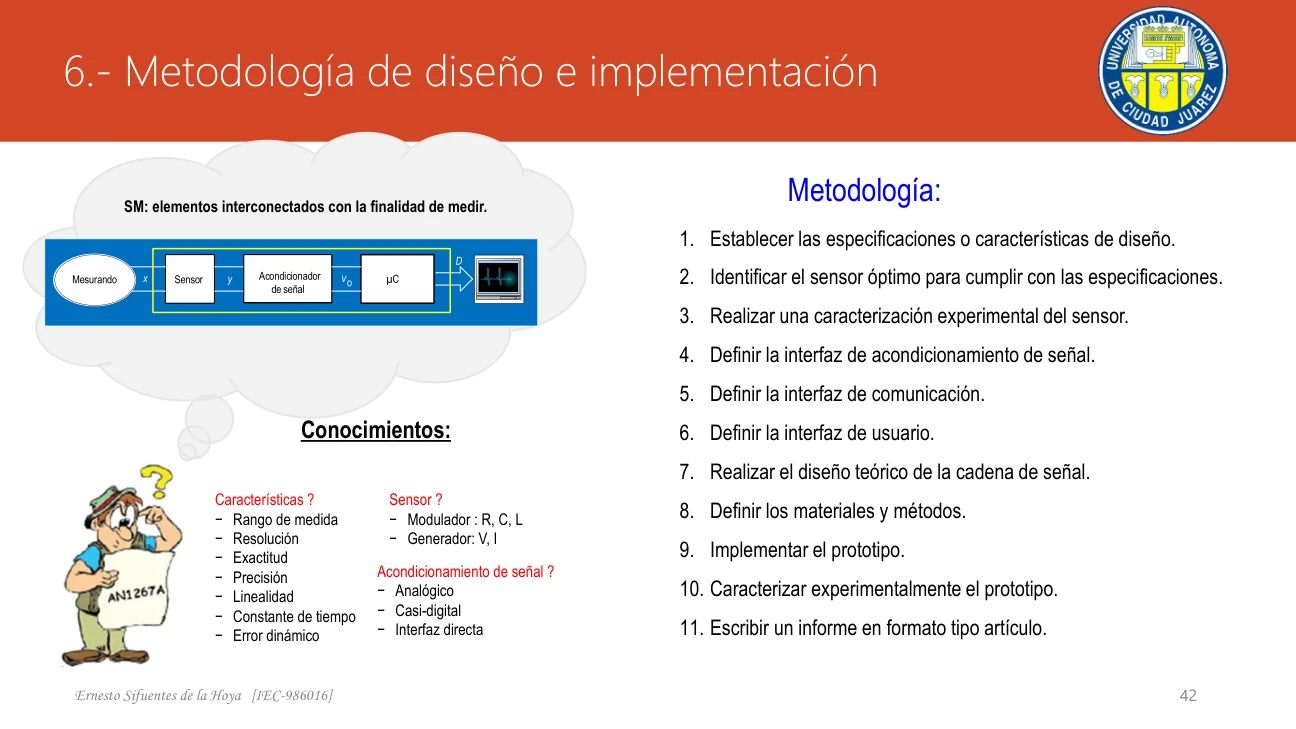 6.- Metodología de diseño e implementación
UNIVERSIDAD AUTONOMA
DE CIUDAD JUAREZ
SM: elementos interconectados con la finalidad de medir.
Mesurando
x
Sensor
y
Acondicionador
de señal
vo
µC
D
Conocimientos:
AN1267A
Características ?
− Rango de medida
− Resolución
− Exactitud
− Precisión
− Linealidad
− Constante de tiempo
− Error dinámico
Sensor ?
− Modulador : R, C, L
− Generador: V, I
Acondicionamiento de señal ?
− Analógico
− Casi-digital
− Interfaz directa
Metodología:
1. Establecer las especificaciones o características de diseño.
2. Identificar el sensor óptimo para cumplir con las especificaciones.
3. Realizar una caracterización experimental del sensor.
4. Definir la interfaz de acondicionamiento de señal.
5. Definir la interfaz de comunicación.
6. Definir la interfaz de usuario.
7. Realizar el diseño teórico de la cadena de señal.
8. Definir los materiales y métodos.
9. Implementar el prototipo.
10. Caracterizar experimentalmente el prototipo.
11. Escribir un informe en formato tipo artículo.
Ernesto Sifuentes de la Hoya [IEC-986016]
42